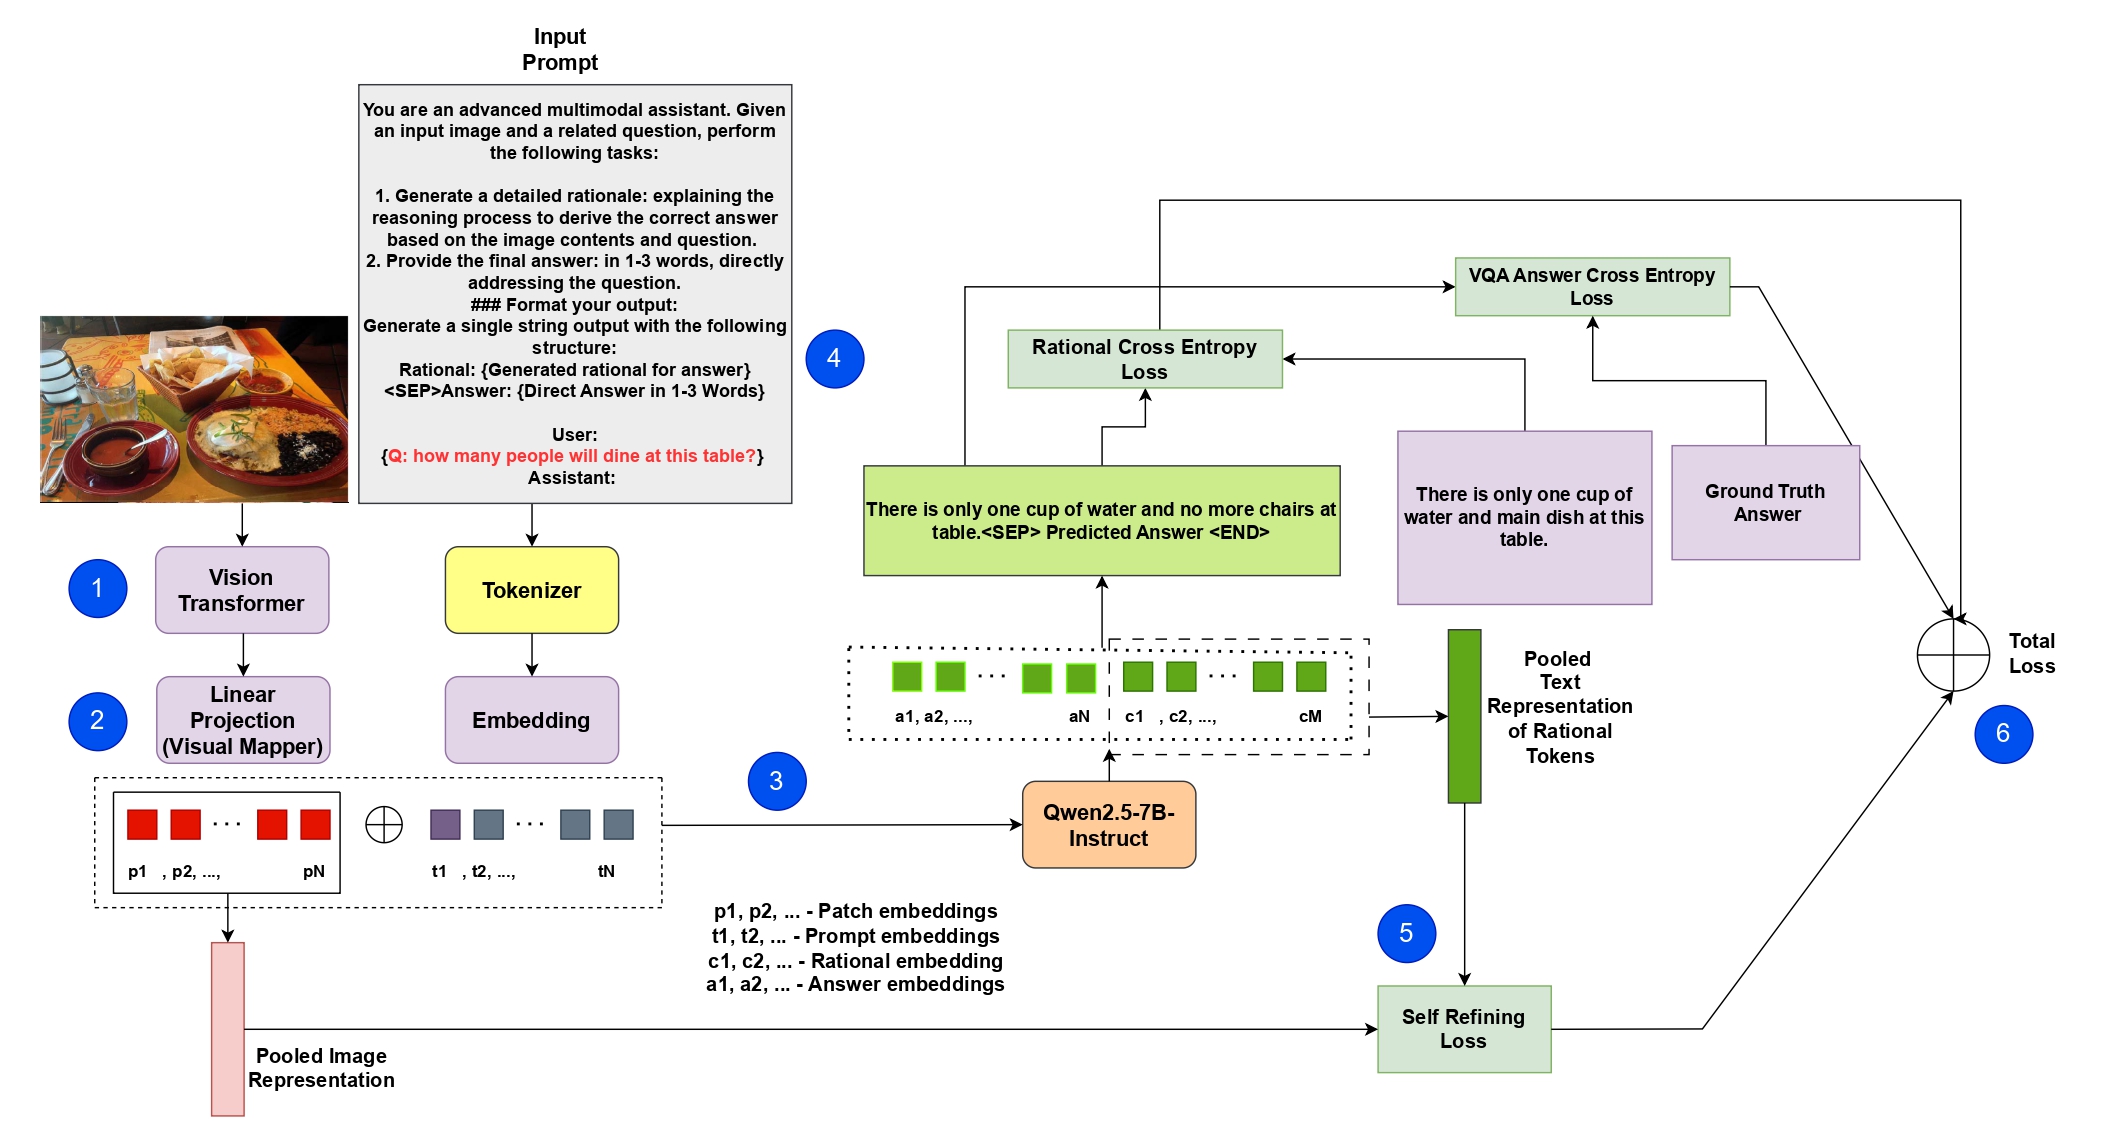 Input
Prompt
You are an advanced multimodal assistant. Given
an input image and a related question, perform
the following tasks:
1. Generate a detailed rationale: explaining the
reasoning process to derive the correct answer
based on the image contents and question.
2. Provide the final answer: in 1-3 words, directly
addressing the question.
### Format your output:
Generate a single string output with the following
structure:
Rational: {Generated rational for answer}
<SEP>Answer: {Direct Answer in 1-3 Words}
User:
{Q: how many people will dine at this table?}
Assistant:
1
Vision
Transformer
Tokenizer
2
Linear
Projection
(Visual Mapper)
Embedding
p1 , p2, ..., pN
t1 , t2, ..., tN
Pooled Image
Representation
3
Qwen2.5-7B-
Instruct
p1, p2, ... - Patch embeddings
t1, t2, ... - Prompt embeddings
c1, c2, ... - Rational embedding
a1, a2, ... - Answer embeddings
a1, a2, ..., aN
c1 , c2, ..., cM
4
There is only one cup of water and no more chairs at
table.<SEP> Predicted Answer <END>
Rational Cross Entropy
Loss
VQA Answer Cross Entropy
Loss
There is only one cup of
water and main dish at this
table.
Ground Truth
Answer
Pooled
Text
Representation
of Rational
Tokens
5
Self Refining
Loss
Total
Loss
6